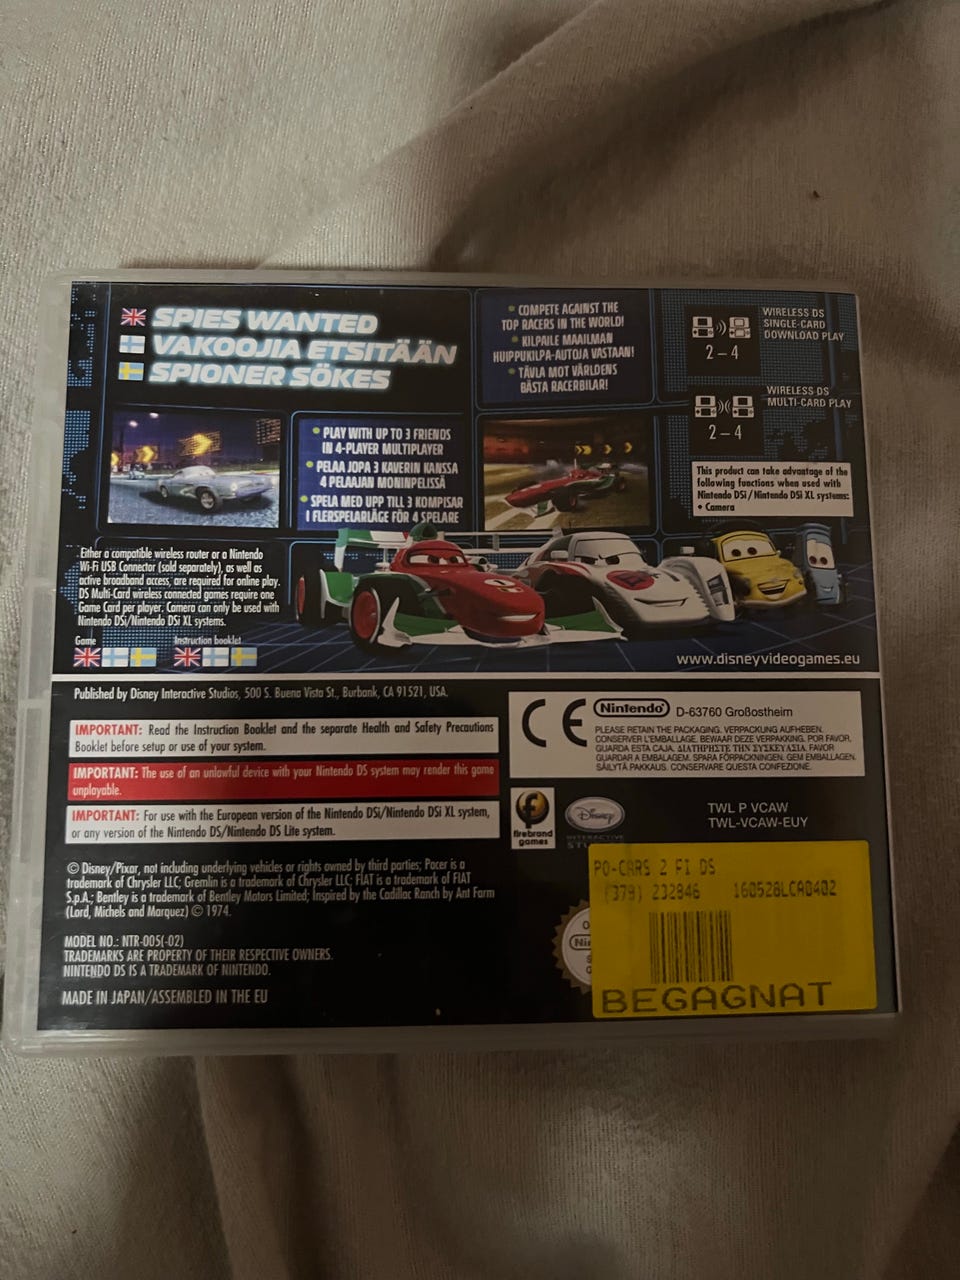 SPIES WANTED
VAKOOJIA ETSITÄÄN
SPIONER SÖKES
• COMPETE AGAINST THE
TOP RACERS IN THE WORLD!
• KILPAILE MAAILMAN
HUIPPUKILPA-AUTOJA VASTAAN!
• TÄVLA MOT VÄRLDENS
BÄSTA RACERBILAR!
WIRELESS DS
SINGLE-CARD
DOWNLOAD PLAY
2 – 4
WIRELESS DS
MULTI-CARD PLAY
2 – 4
• PLAY WITH UP TO 3 FRIENDS
IN 4-PLAYER MULTIPLAYER
• PELAA JOPA 3 KAVERIN KANSSA
4 PELAAJAN MONINPELISSÄ
• SPELA MED UPP TILL 3 KOMPISAR
I FLERSPELARLÄGE FÖR 4 SPELARE
This product can take advantage of the
following functions when used with
Nintendo DSi/Nintendo DSi XL systems:
• Camera
Either a compatible wireless router or a Nintendo
Wi-Fi USB Connector (sold separately), as well as
active broadband access, are required for online play.
DS Multi-Card wireless connected games require one
Game Card per player. Camera can only be used with
Nintendo DSi/Nintendo DSi XL systems.
Game
Instruction booklet
www.disneyvideogames.eu
Published by Disney Interactive Studios, 500 S. Buena Vista St., Burbank, CA 91521, USA.
IMPORTANT: Read the Instruction Booklet and the separate Health and Safety Precautions
Booklet before setup or use of your system.
IMPORTANT: The use of an unlawful device with your Nintendo DS system may render this game
unplayable.
IMPORTANT: For use with the European version of the Nintendo DSi/Nintendo DSi XL system,
or any version of the Nintendo DS/Nintendo DS Lite system.
CE
Nintendo
D-63760 Großostheim
PLEASE RETAIN THE PACKAGING. VERPACKUNG AUFHEBEN.
CONSERVER L'EMBALLAGE. BEWAAR DEZE VERPAKKING. POR FAVOR,
GUARDA ESTA CAJA. ΔΙΑΤΗΡΗΣΤΕ ΤΗΝ ΣΥΣΚΕΥΑΣΙΑ. FAVOR
GUARDAR A EMBALAGEM. SPARA FÖRPACKNINGEN. GEM EMBALLAGEN.
SÄILYTÄ PAKKAUS. CONSERVARE QUESTA CONFEZIONE.
firebrand
games
Disney
INTERACTIVE
TWL P VCAW
TWL-VCAW-EUY
© Disney/Pixar, not including underlying vehicles or rights owned by third parties; Pacer is a
trademark of Chrysler LLC; Gremlin is a trademark of Chrysler LLC; FIAT is a trademark of FIAT
S.p.A.; Bentley is a trademark of Bentley Motors Limited; Inspired by the Cadillac Ranch by Ant Farm
(Lord, Michels and Marquez) © 1974.
MODEL NO.: NTR-005(-02)
TRADEMARKS ARE PROPERTY OF THEIR RESPECTIVE OWNERS.
NINTENDO DS IS A TRADEMARK OF NINTENDO.
MADE IN JAPAN/ASSEMBLED IN THE EU
PO-CARS 2 FI DS
(379) 232846 160528LCA0402
BEGAGNAT